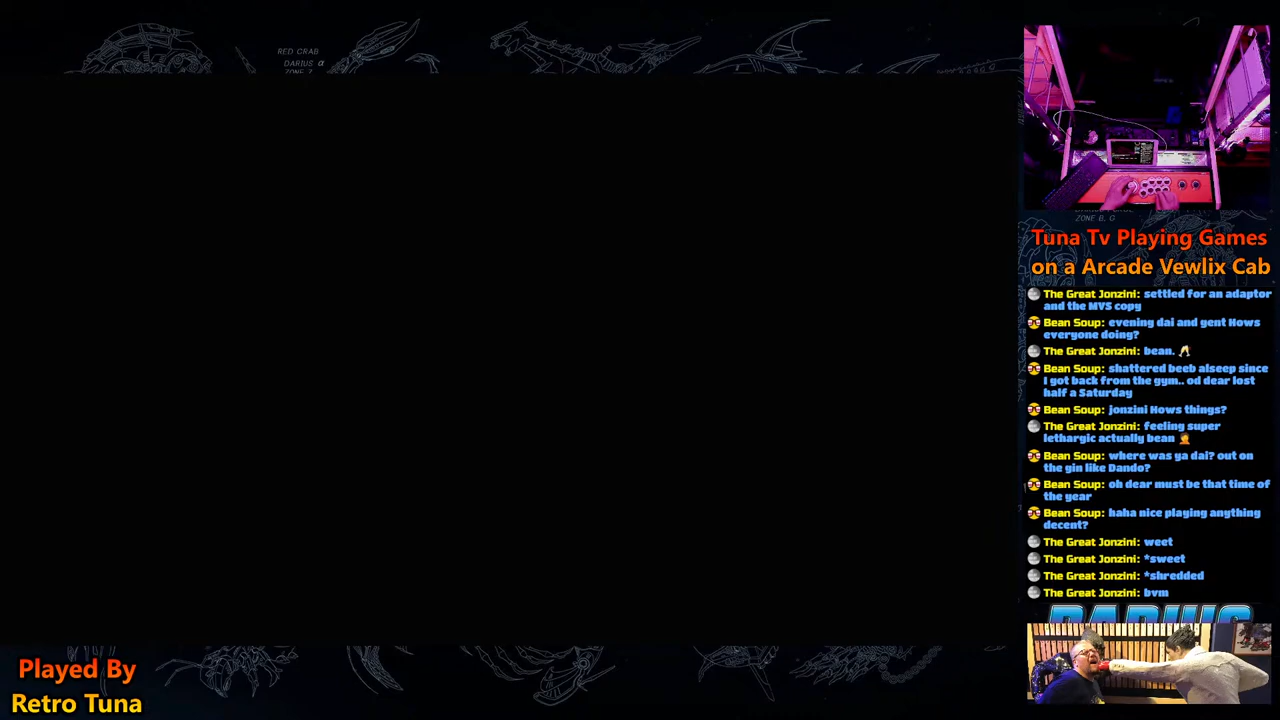 RED CRAB
DARIUS α
ZONE Z
ZONE B, G
Tuna Tv Playing Games
on a Arcade Vewlix Cab
The Great Jonzini: settled for an adaptor
and the MVS copy
Bean Soup: evening dai and gent Hows
everyone doing?
The Great Jonzini: bean. 🥂
Bean Soup: shattered beeb alseep since
I got back from the gym.. od dear lost
half a Saturday
Bean Soup: jonzini Hows things?
The Great Jonzini: feeling super
lethargic actually bean 🤦
Bean Soup: where was ya dai? out on
the gin like Dando?
Bean Soup: oh dear must be that time of
the year
Bean Soup: haha nice playing anything
decent?
The Great Jonzini: weet
The Great Jonzini: *sweet
The Great Jonzini: *shredded
The Great Jonzini: bvm
DARIUS
Played By
Retro Tuna